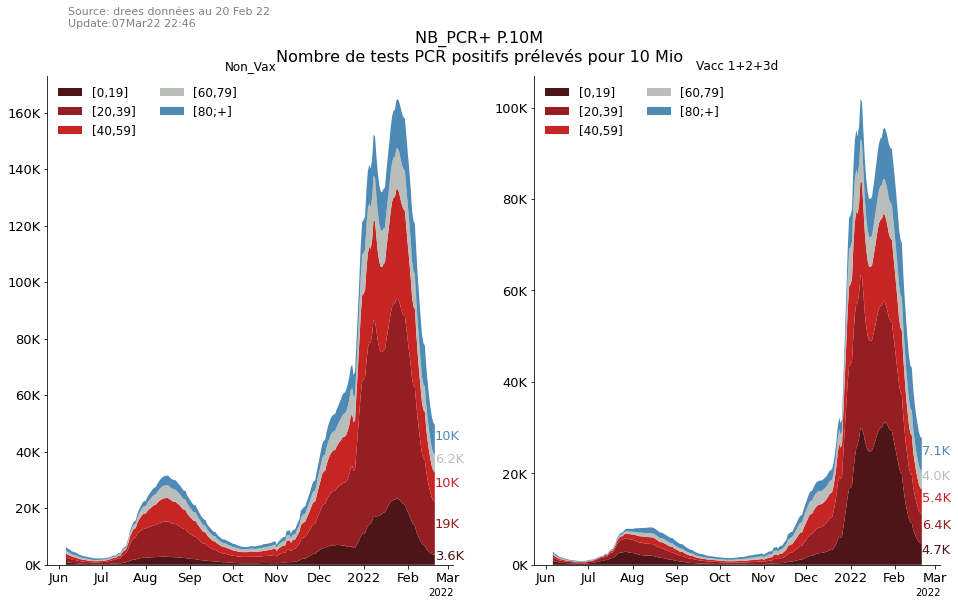 Source: drees données au 20 Feb 22
Update:07Mar22 22:46
NB_PCR+ P.10M
Nombre de tests PCR positifs prélevés pour 10 Mio
Non_Vax
[0,19] [60,79]
[20,39] [80;+]
[40,59]
160K
140K
120K
100K
80K
60K
40K
20K
0K
10K
6.2K
10K
19K
3.6K
Jun Jul Aug Sep Oct Nov Dec 2022 Feb Mar
2022
Vacc 1+2+3d
[0,19] [60,79]
[20,39] [80;+]
[40,59]
100K
80K
60K
40K
20K
0K
7.1K
4.0K
5.4K
6.4K
4.7K
Jun Jul Aug Sep Oct Nov Dec 2022 Feb Mar
2022